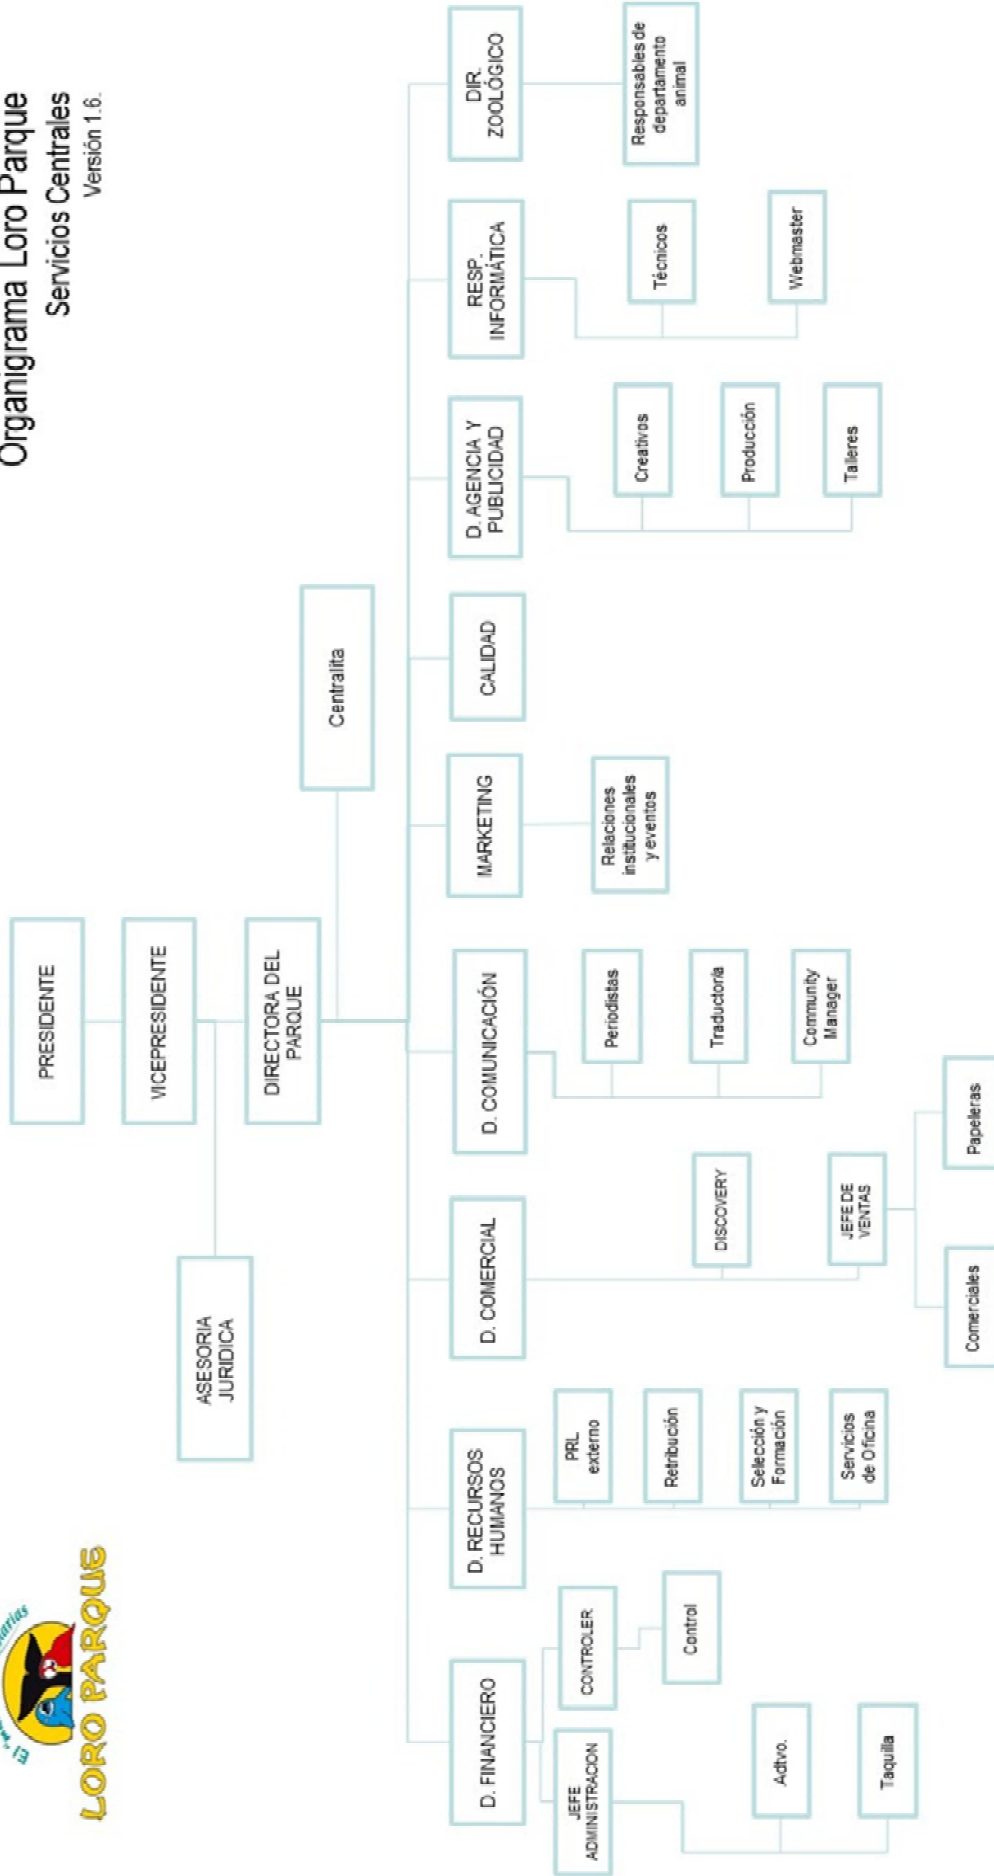 Organigrama Loro Parque
Servicios Centrales
Versión 1.6.
El
LORO PARQUE
PRESIDENTE
VICEPRESIDENTE
ASESORIA
JURIDICA
DIRECTORA DEL
PARQUE
Centralita
D. FINANCIERO
JEFE
ADMINISTRACION
Adtvo.
Taquilla
CONTROLER
Control
D. RECURSOS
HUMANOS
PRL
externo
Retribución
Selección y
Formación
Servicios
de Oficina
D. COMERCIAL
DISCOVERY
JEFE DE
VENTAS
Comerciales
Papeleras
D. COMUNICACIÓN
Periodistas
Traductoría
Community
Manager
MARKETING
Relaciones
institucionales
y eventos
CALIDAD
D. AGENCIA Y
PUBLICIDAD
Creativos
Producción
Talleres
RESP.
INFORMÁTICA
Técnicos
Webmaster
DIR.
ZOOLÓGICO
Responsables de
departamento
animal